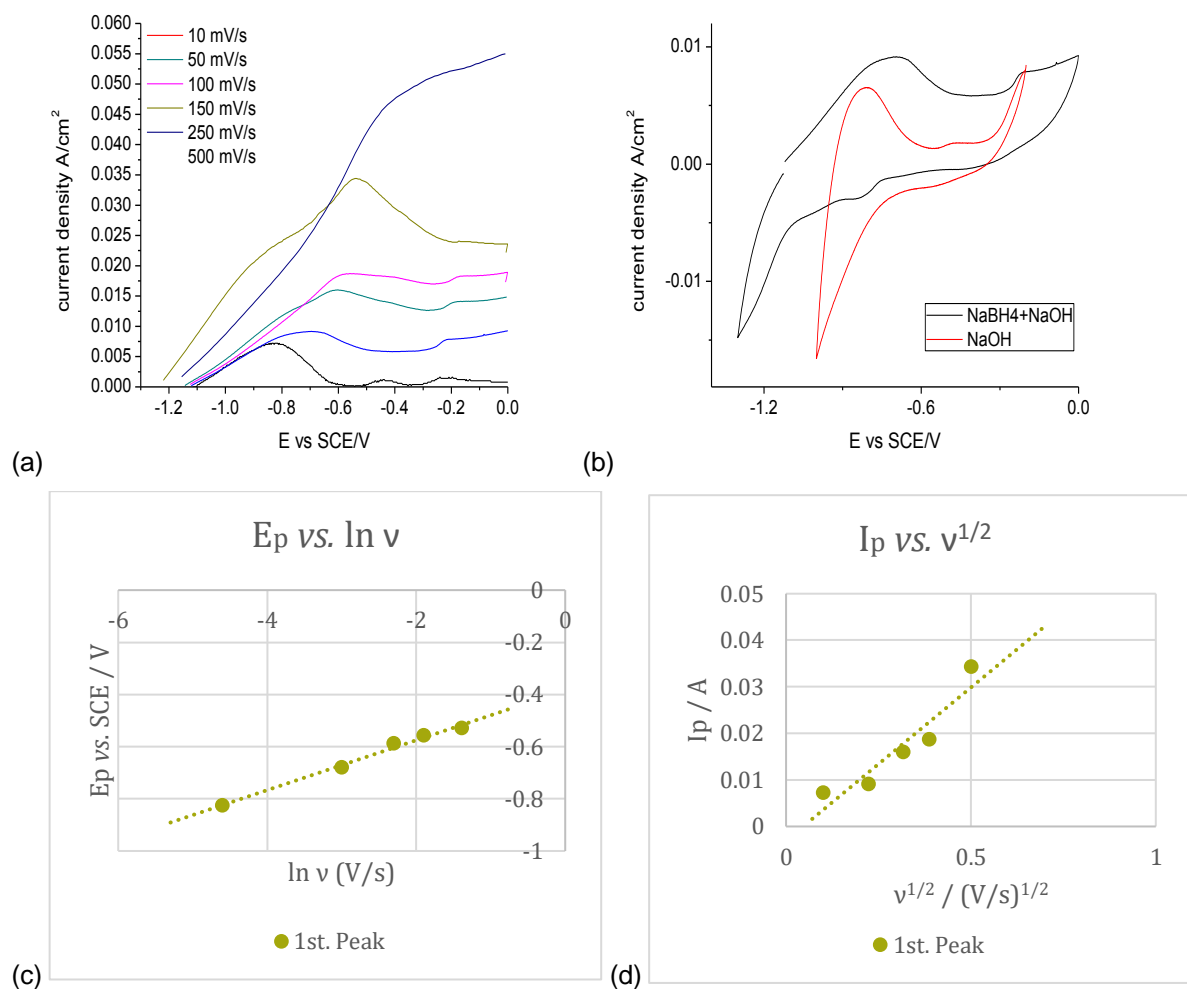 0.060
0.055
0.050
0.045
0.040
0.035
0.030
0.025
0.020
0.015
0.010
0.005
0.000
current density A/cm²
10 mV/s
50 mV/s
100 mV/s
150 mV/s
250 mV/s
500 mV/s
-1.2 -1.0 -0.8 -0.6 -0.4 -0.2 0.0
E vs SCE/V
(a)
0.01
0.00
-0.01
current density A/cm²
NaBH4+NaOH
NaOH
-1.2 -0.6 0.0
E vs SCE/V
(b)
Ep vs. ln ν
0
-6 -4 -2 0
-0.2
-0.4
-0.6
-0.8
-1
Ep vs. SCE / V
ln ν (V/s)
1st. Peak
(c)
Ip vs. ν^1/2
0.05
0.04
0.03
0.02
0.01
0
Ip / A
0 0.5 1
ν^1/2 / (V/s)^1/2
1st. Peak
(d)